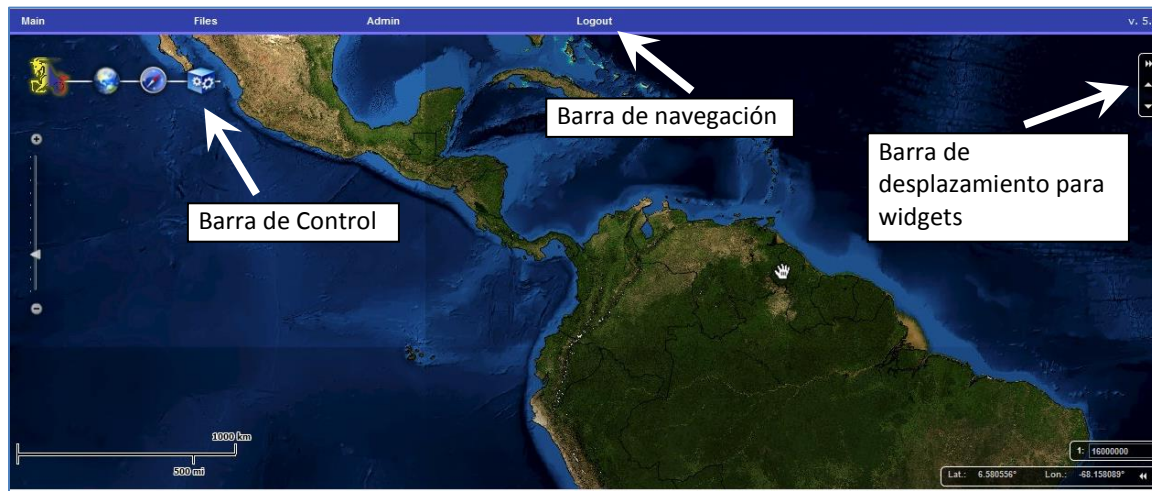 Main Files Admin Logout v. 5.
Barra de navegación
Barra de
desplazamiento para
widgets
Barra de Control
1000 km
500 mi
1: 16000000
Lat.: 6.580556° Lon.: -68.158089°